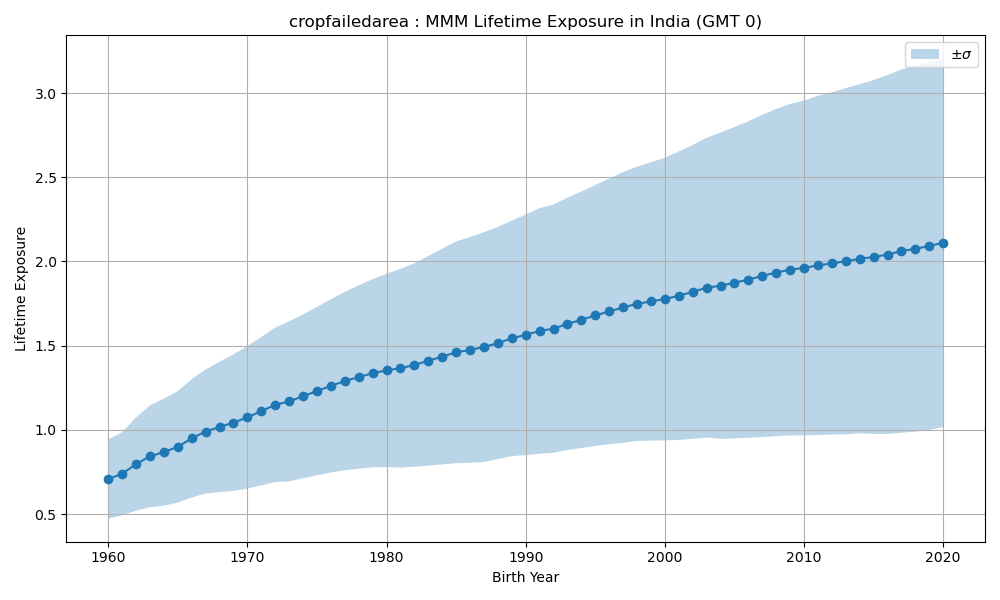 cropfailedarea : MMM Lifetime Exposure in India (GMT 0)
±σ
Lifetime Exposure
3.0
2.5
2.0
1.5
1.0
0.5
1960 1970 1980 1990 2000 2010 2020
Birth Year